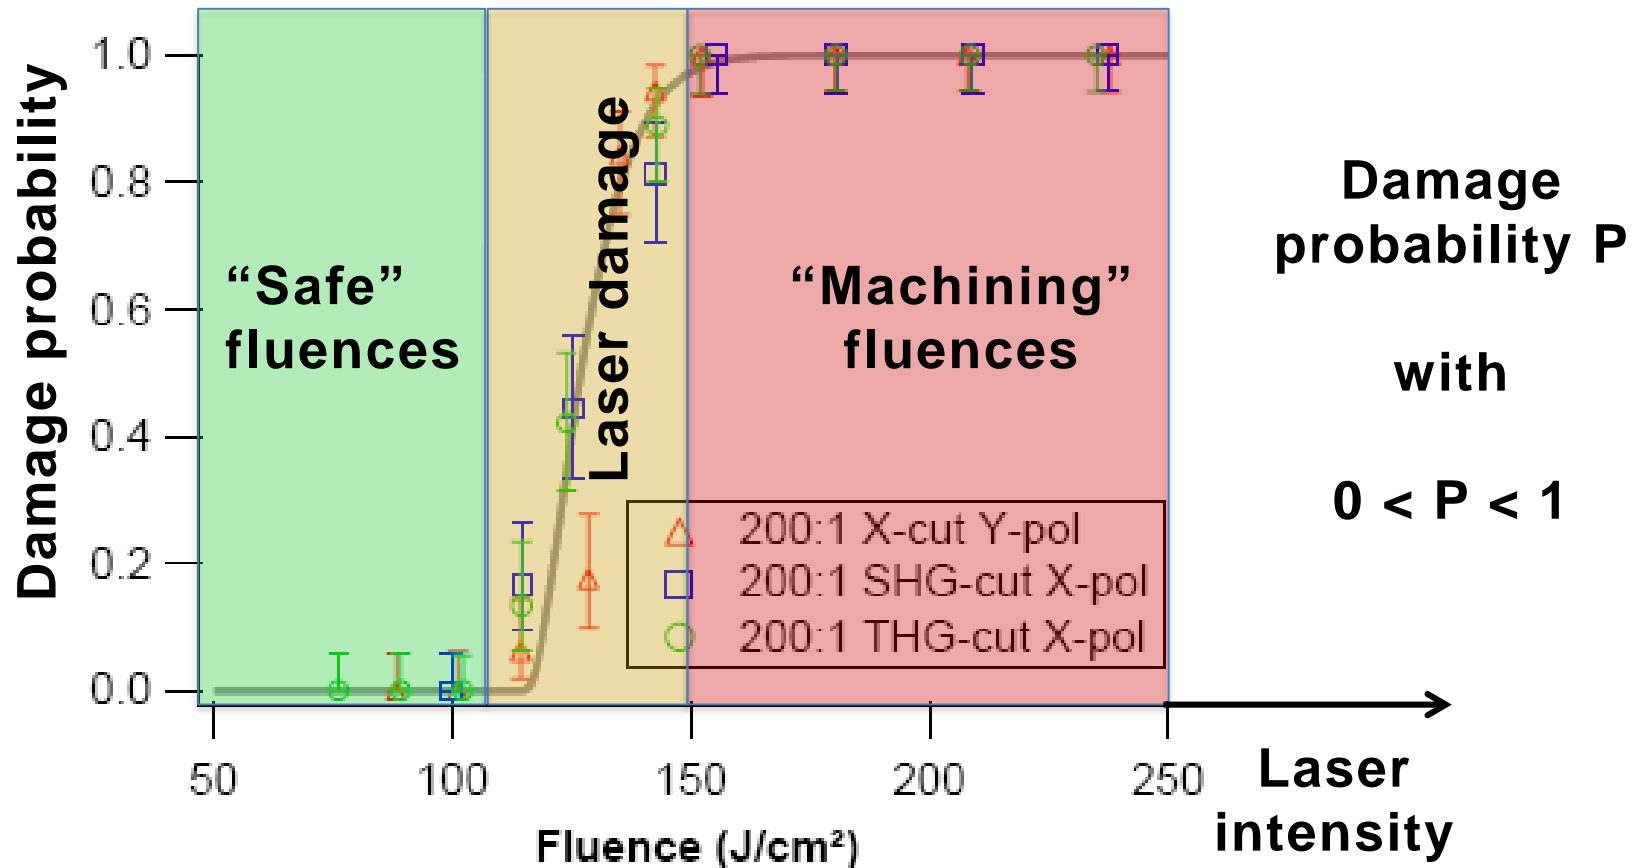 Damage probability
1.0
0.8
0.6
0.4
0.2
0.0
“Safe”
fluences
Laser damage
“Machining”
fluences
200:1 X-cut Y-pol
200:1 SHG-cut X-pol
200:1 THG-cut X-pol
50
100
150
200
250
Fluence (J/cm²)
Damage
probability P
with
0 < P < 1
Laser
intensity